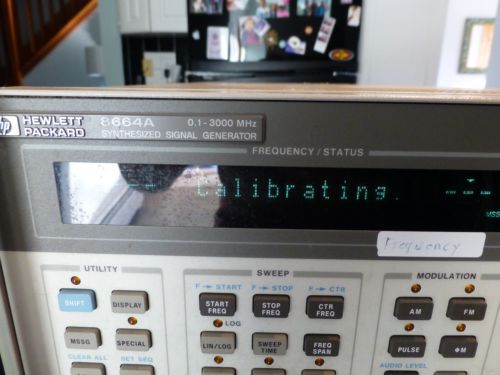 hp HEWLETT PACKARD 8664A 0.1-3000 MHz
SYNTHESIZED SIGNAL GENERATOR
FREQUENCY / STATUS
-- Calibrating.
Frequency
UTILITY SWEEP MODULATION
F → START F → STOP F → CTR
SHIFT DISPLAY START FREQ STOP FREQ CTR FREQ AM FM
LOG
MSSG SPECIAL LIN/LOG SWEEP TIME FREQ SPAN PULSE ΦM
CLEAR ALL SET SEQ AUDIO LEVEL